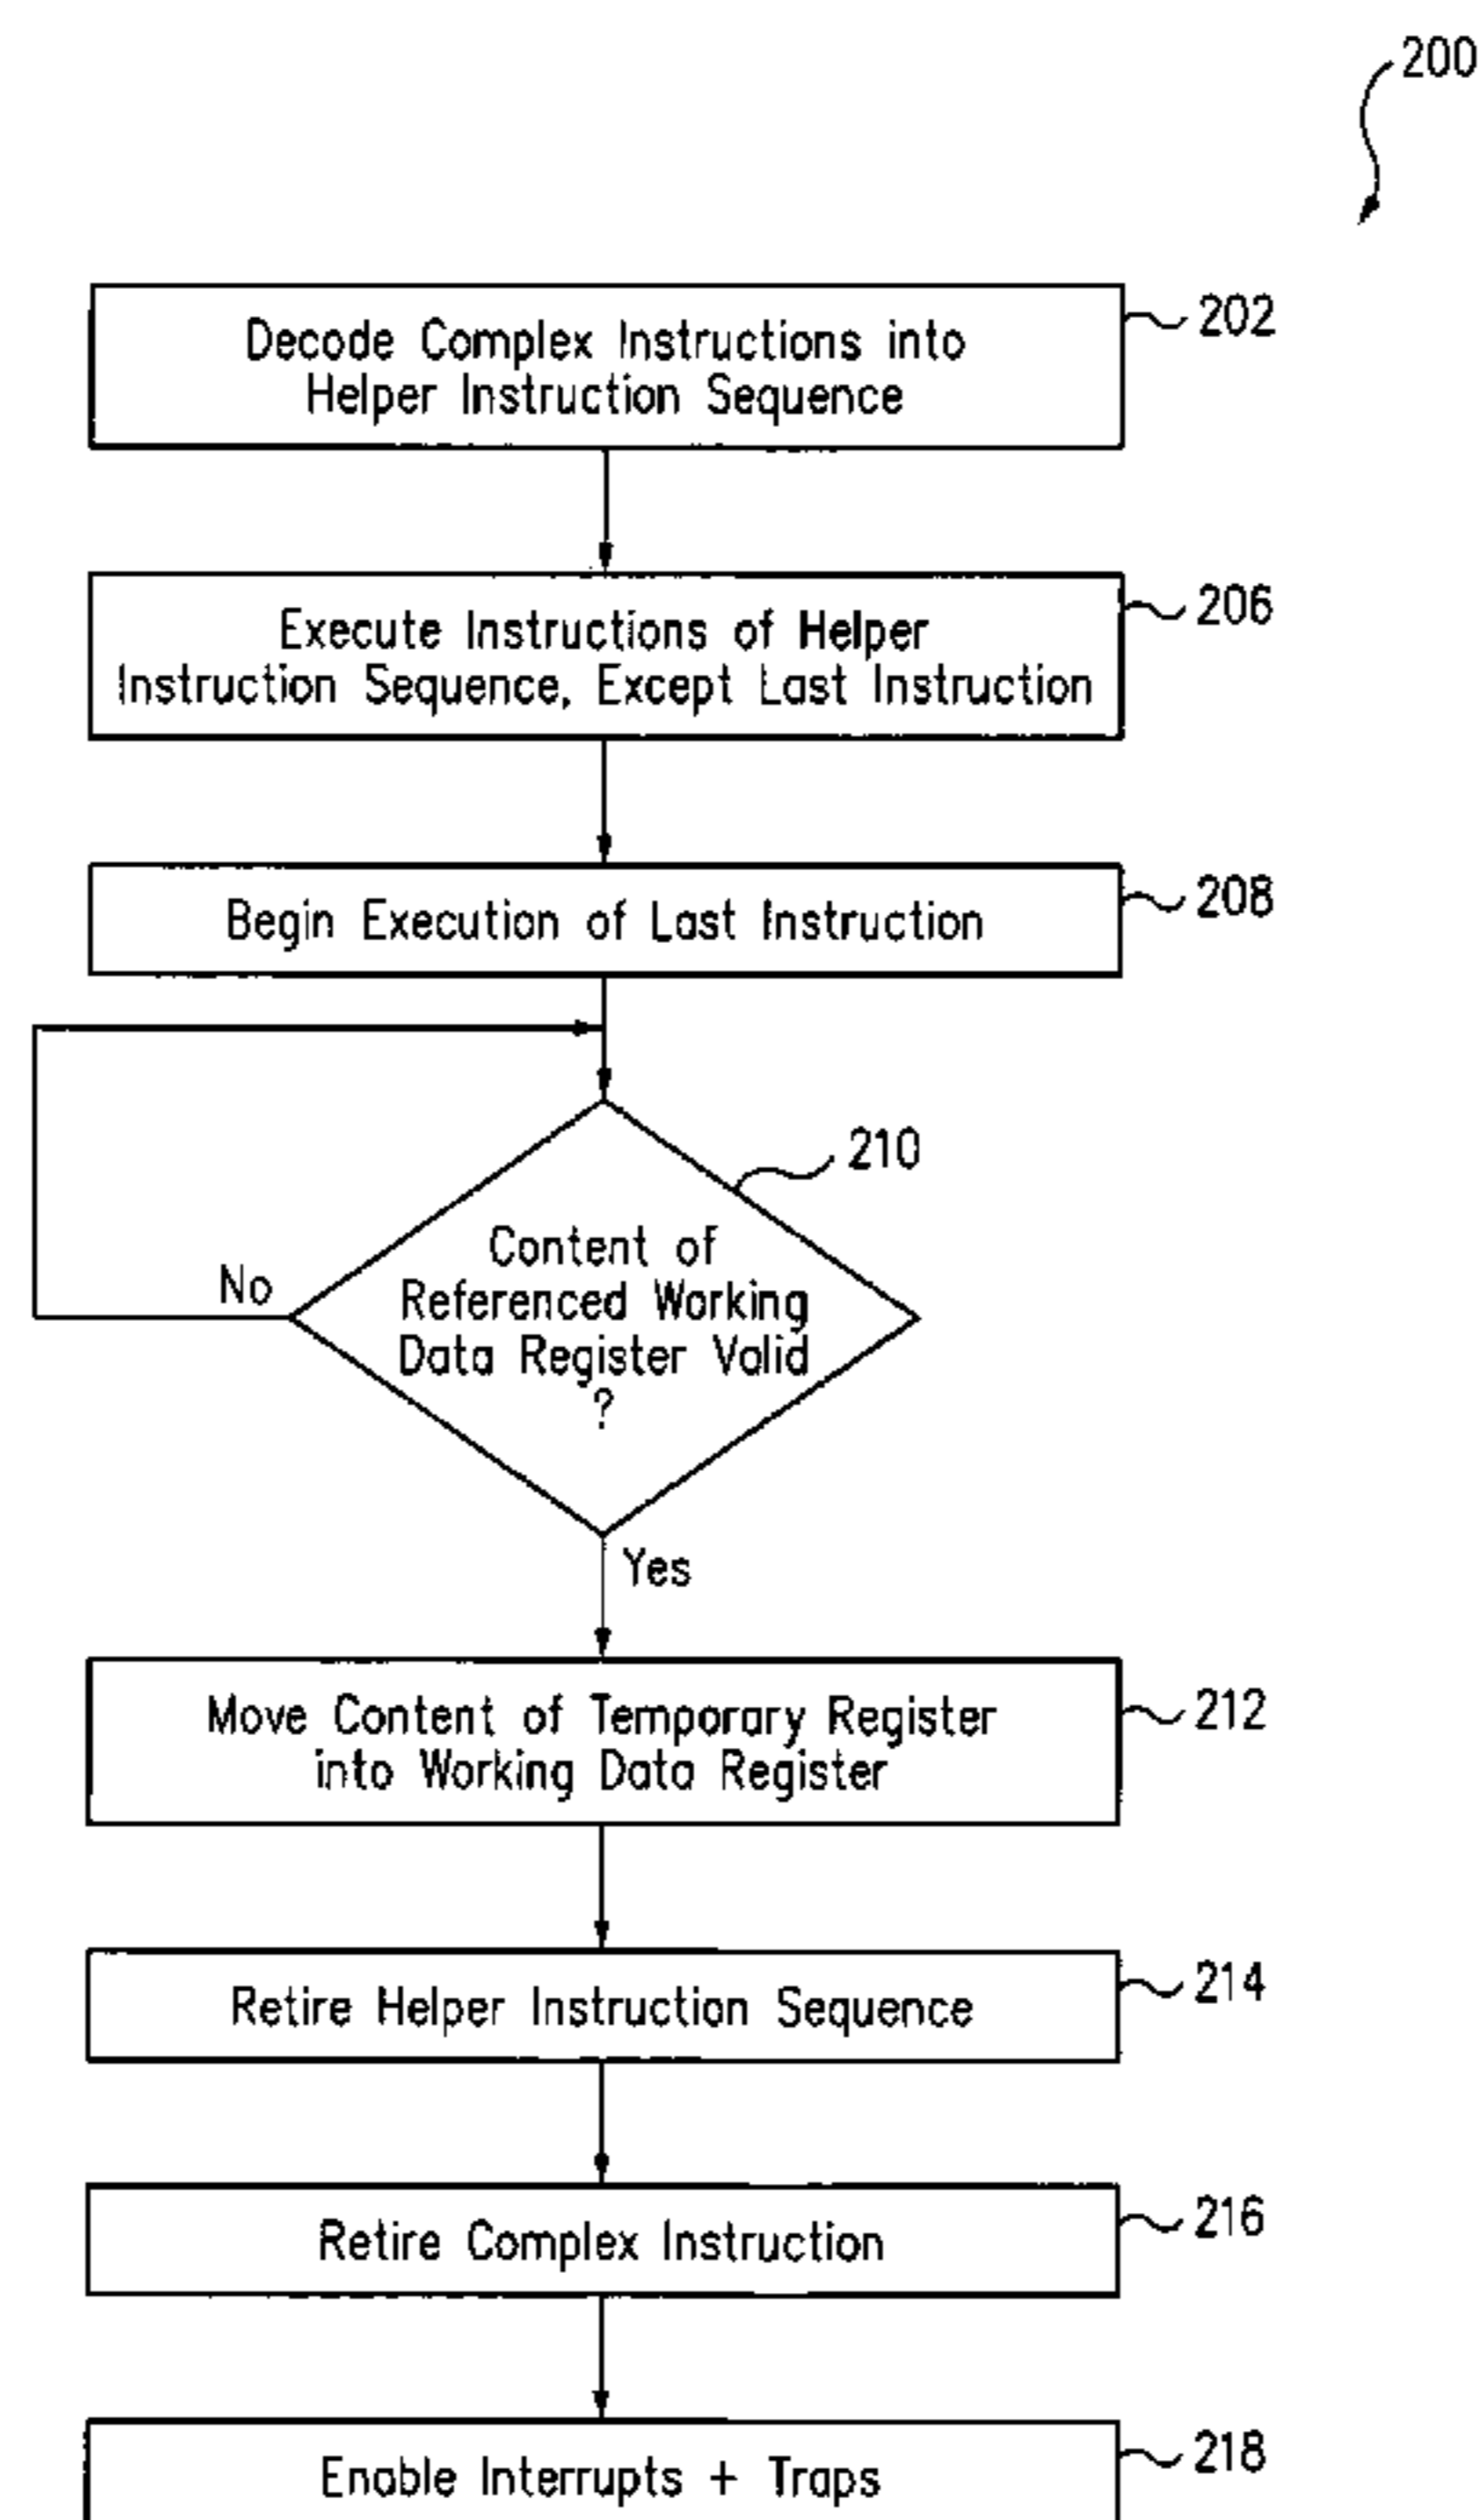 200
Decode Complex Instructions into
Helper Instruction Sequence
202
Execute Instructions of Helper
Instruction Sequence, Except Last Instruction
206
Begin Execution of Last Instruction
208
210
Content of
Referenced Working
Data Register Valid
?
No
Yes
Move Content of Temporary Register
into Working Data Register
212
Retire Helper Instruction Sequence
214
Retire Complex Instruction
216
Enable Interrupts + Traps
218